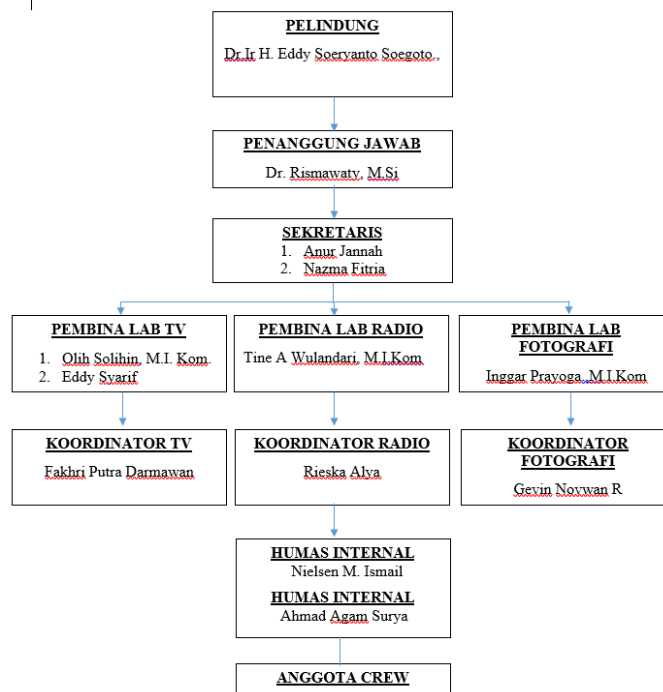 PELINDUNG
Dr.Ir H. Eddy Soeryanto Soegoto.,
PENANGGUNG JAWAB
Dr. Rismawaty, M.Si
SEKRETARIS
1. Anur Jannah
2. Nazma Fitria
PEMBINA LAB TV
1. Olih Solihin, M.I. Kom.
2. Eddy Syarif
PEMBINA LAB RADIO
Tine A Wulandari, M.I.Kom
PEMBINA LAB
FOTOGRAFI
Inggar Prayoga, M.I.Kom
KOORDINATOR TV
Fakhri Putra Darmawan
KOORDINATOR RADIO
Rieska Alya
KOORDINATOR
FOTOGRAFI
Gevin Novwan R
HUMAS INTERNAL
Nielsen M. Ismail
HUMAS INTERNAL
Ahmad Agam Surya
ANGGOTA CREW